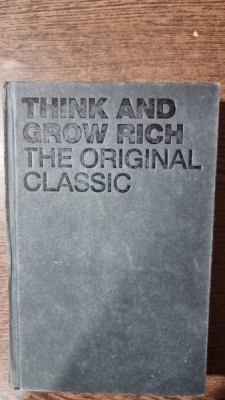 THINK AND
GROW RICH
THE ORIGINAL
CLASSIC